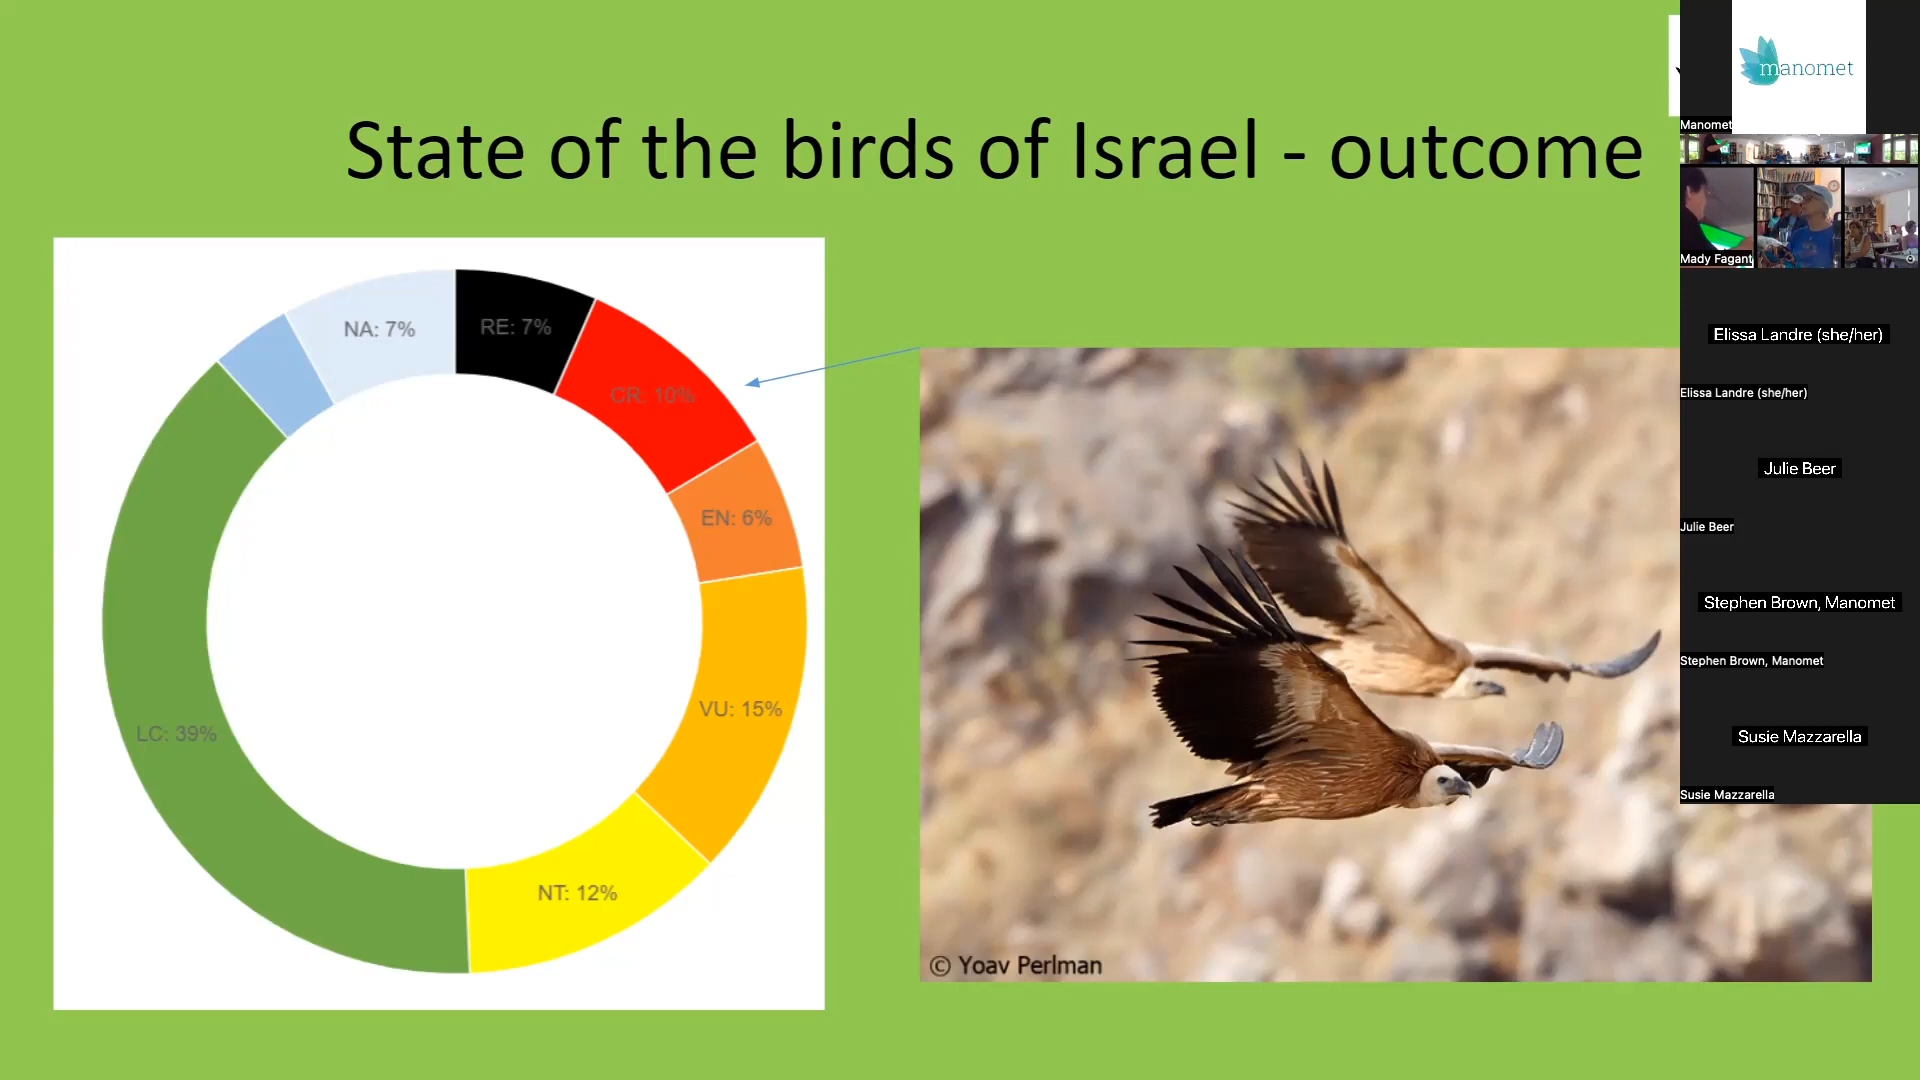 State of the birds of Israel - outcome
NA: 7%
RE: 7%
CR: 10%
EN: 6%
VU: 15%
LC: 39%
NT: 12%
© Yoav Perlman
manomet
Manomet
Mady Fagant
Elissa Landre (she/her)
Elissa Landre (she/her)
Julie Beer
Julie Beer
Stephen Brown, Manomet
Stephen Brown, Manomet
Susie Mazzarella
Susie Mazzarella